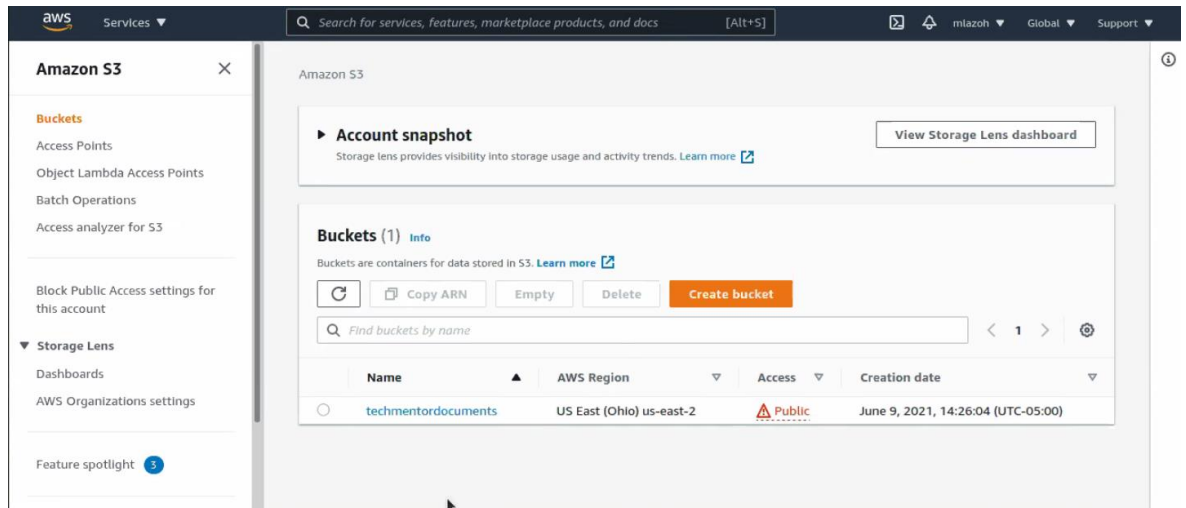 aws Services ▼ Search for services, features, marketplace products, and docs [Alt+S] mlazoh ▼ Global ▼ Support ▼
Amazon S3
Buckets
Access Points
Object Lambda Access Points
Batch Operations
Access analyzer for S3
Block Public Access settings for
this account
▼ Storage Lens
Dashboards
AWS Organizations settings
Feature spotlight 3
Amazon S3
▶ Account snapshot
View Storage Lens dashboard
Storage lens provides visibility into storage usage and activity trends. Learn more
Buckets (1) Info
Buckets are containers for data stored in S3. Learn more
Copy ARN Empty Delete Create bucket
Find buckets by name
< 1 >
Name ▲ AWS Region ▽ Access ▽ Creation date ▽
techmentordocuments US East (Ohio) us-east-2 Public June 9, 2021, 14:26:04 (UTC-05:00)